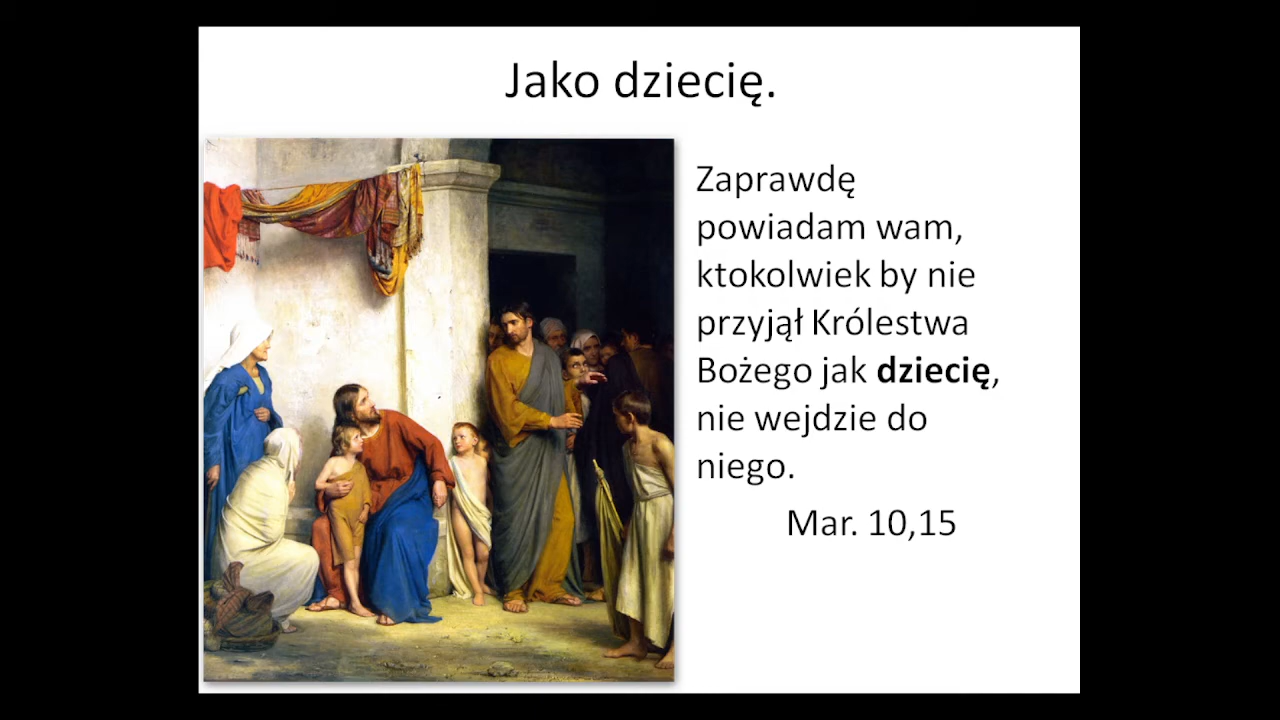 Jako dziecię.
Zaprawdę
powiadam wam,
ktokolwiek by nie
przyjął Królestwa
Bożego jak dziecię,
nie wejdzie do
niego.
Mar. 10,15